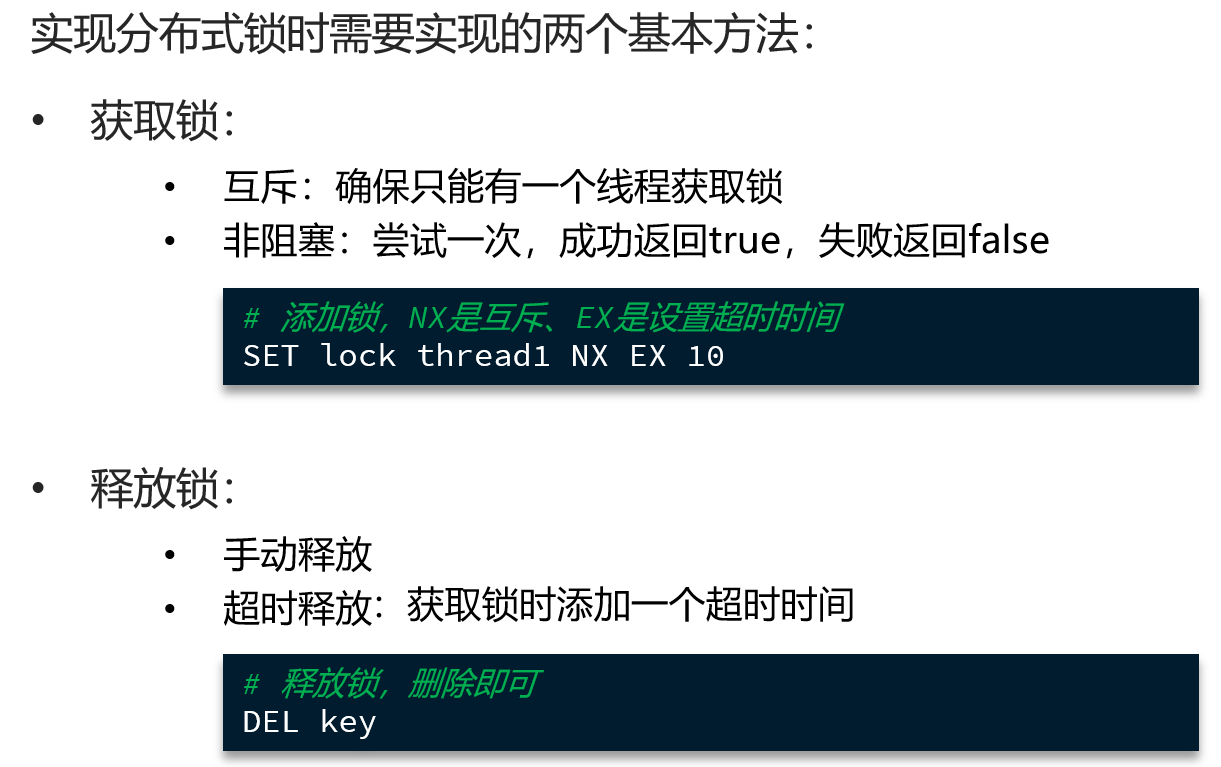 实现分布式锁时需要实现的两个基本方法：
• 获取锁：
• 互斥：确保只能有一个线程获取锁
• 非阻塞：尝试一次，成功返回true，失败返回false
# 添加锁，NX是互斥、EX是设置超时时间
SET lock thread1 NX EX 10
• 释放锁：
• 手动释放
• 超时释放：获取锁时添加一个超时时间
# 释放锁，删除即可
DEL key